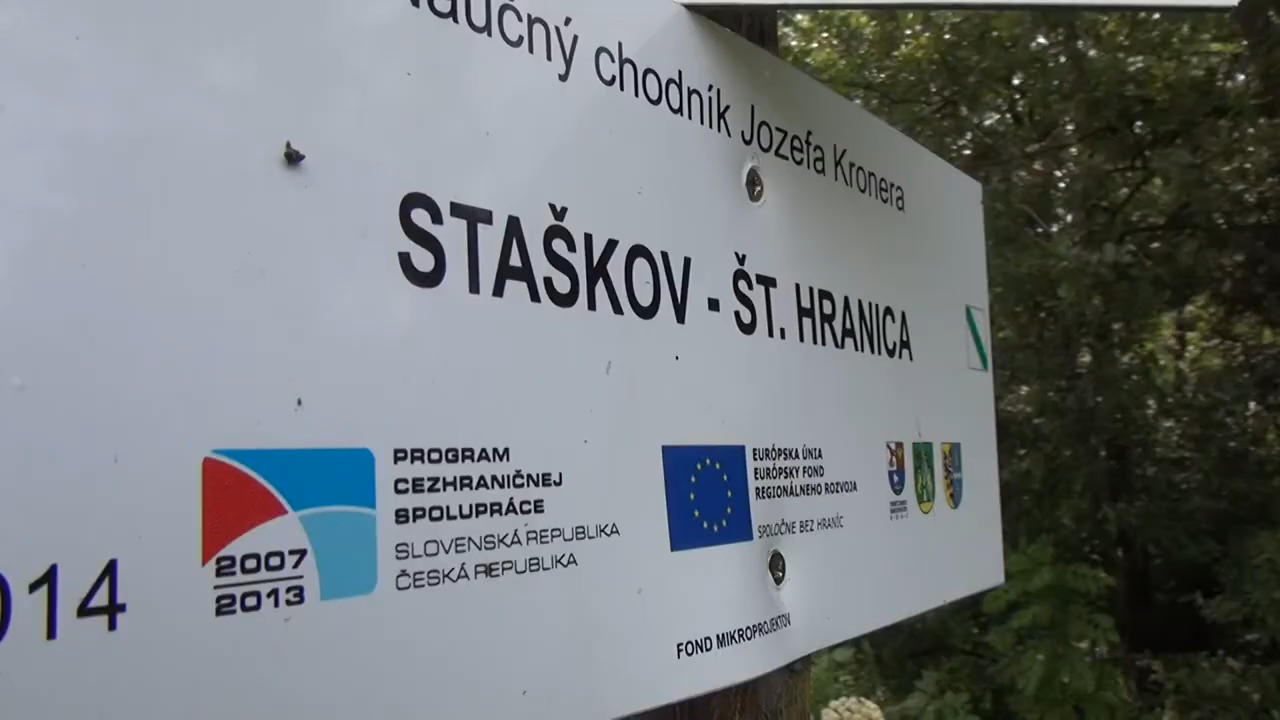 Naučný chodník Jozefa Kronera
STAŠKOV - ŠT. HRANICA
014
2007
2013
PROGRAM
CEZHRANIČNEJ
SPOLUPRÁCE
SLOVENSKÁ REPUBLIKA
ČESKÁ REPUBLIKA
EURÓPSKA ÚNIA
EURÓPSKY FOND
REGIONÁLNEHO ROZVOJA
SPOLOČNE BEZ HRANÍC
FOND MIKROPROJEKTOV